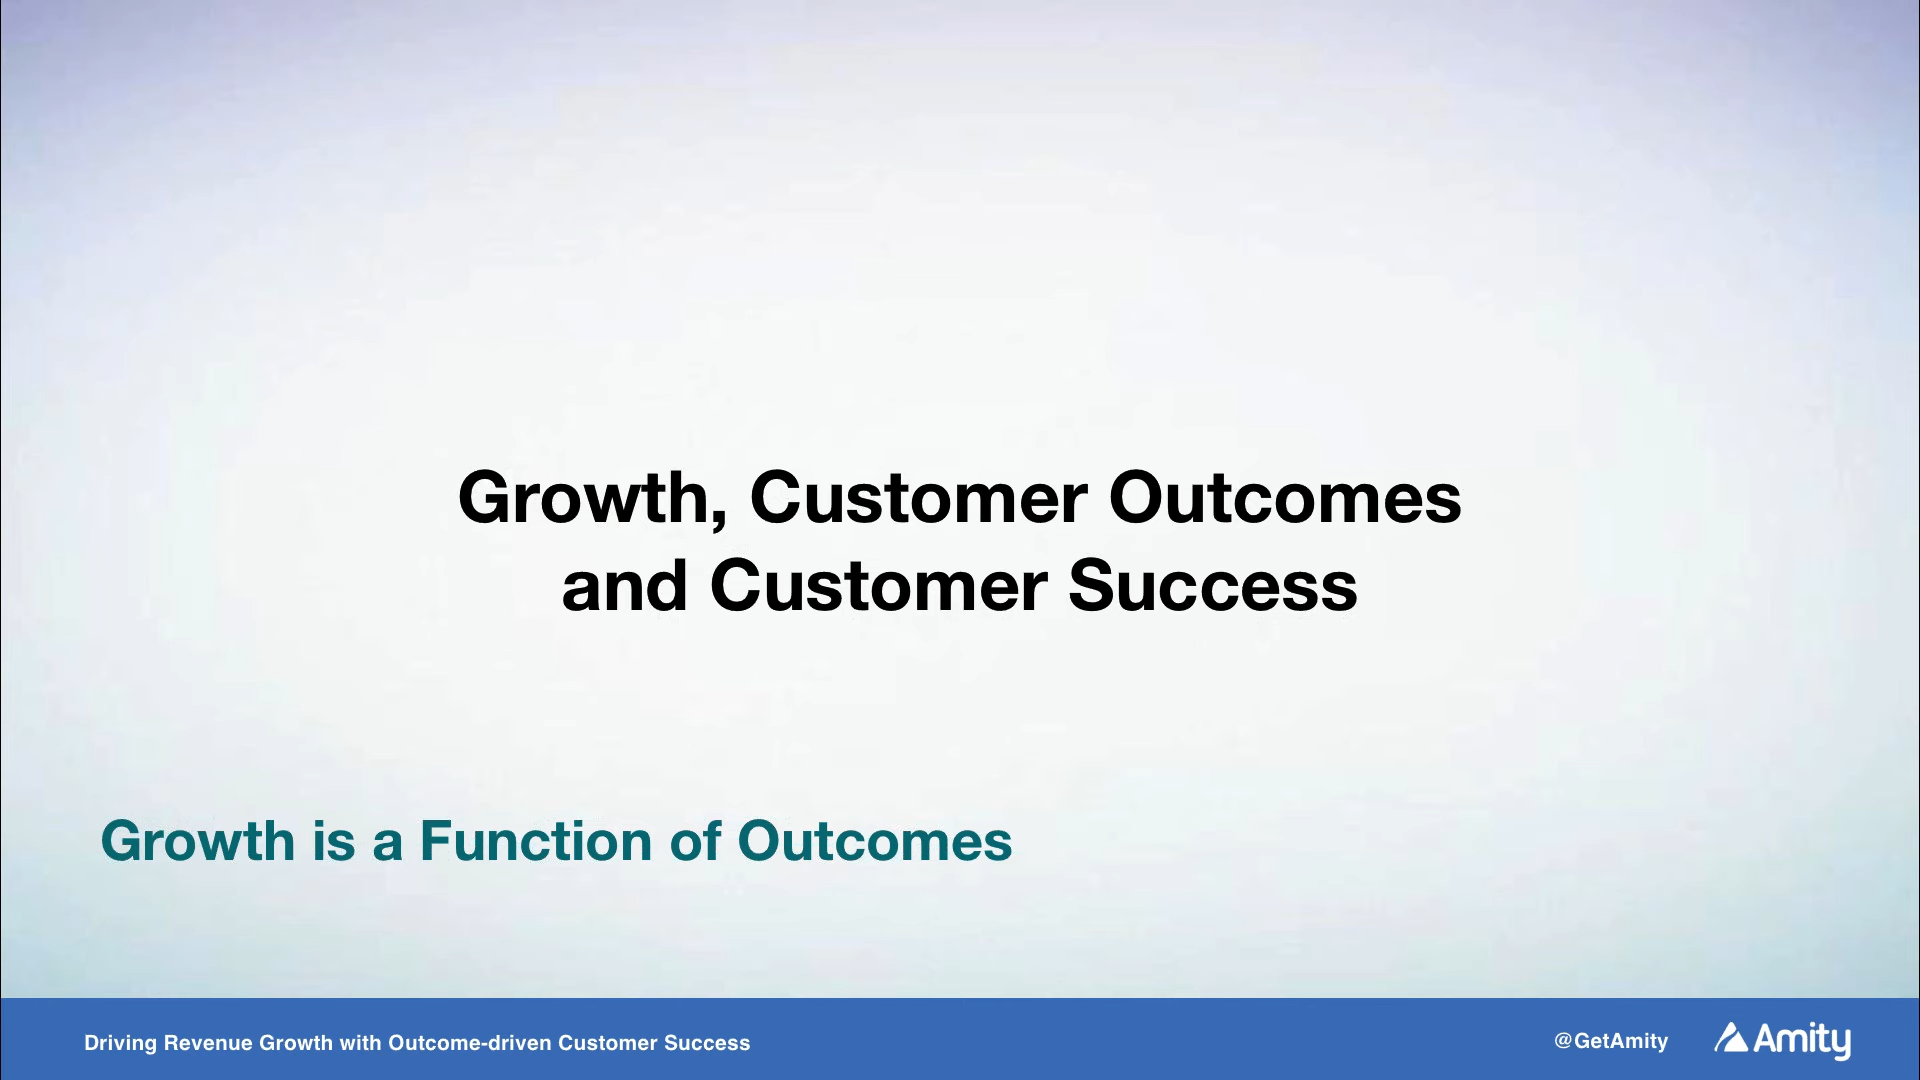 Growth, Customer Outcomes
and Customer Success
Growth is a Function of Outcomes
Driving Revenue Growth with Outcome-driven Customer Success
@GetAmity
Amity